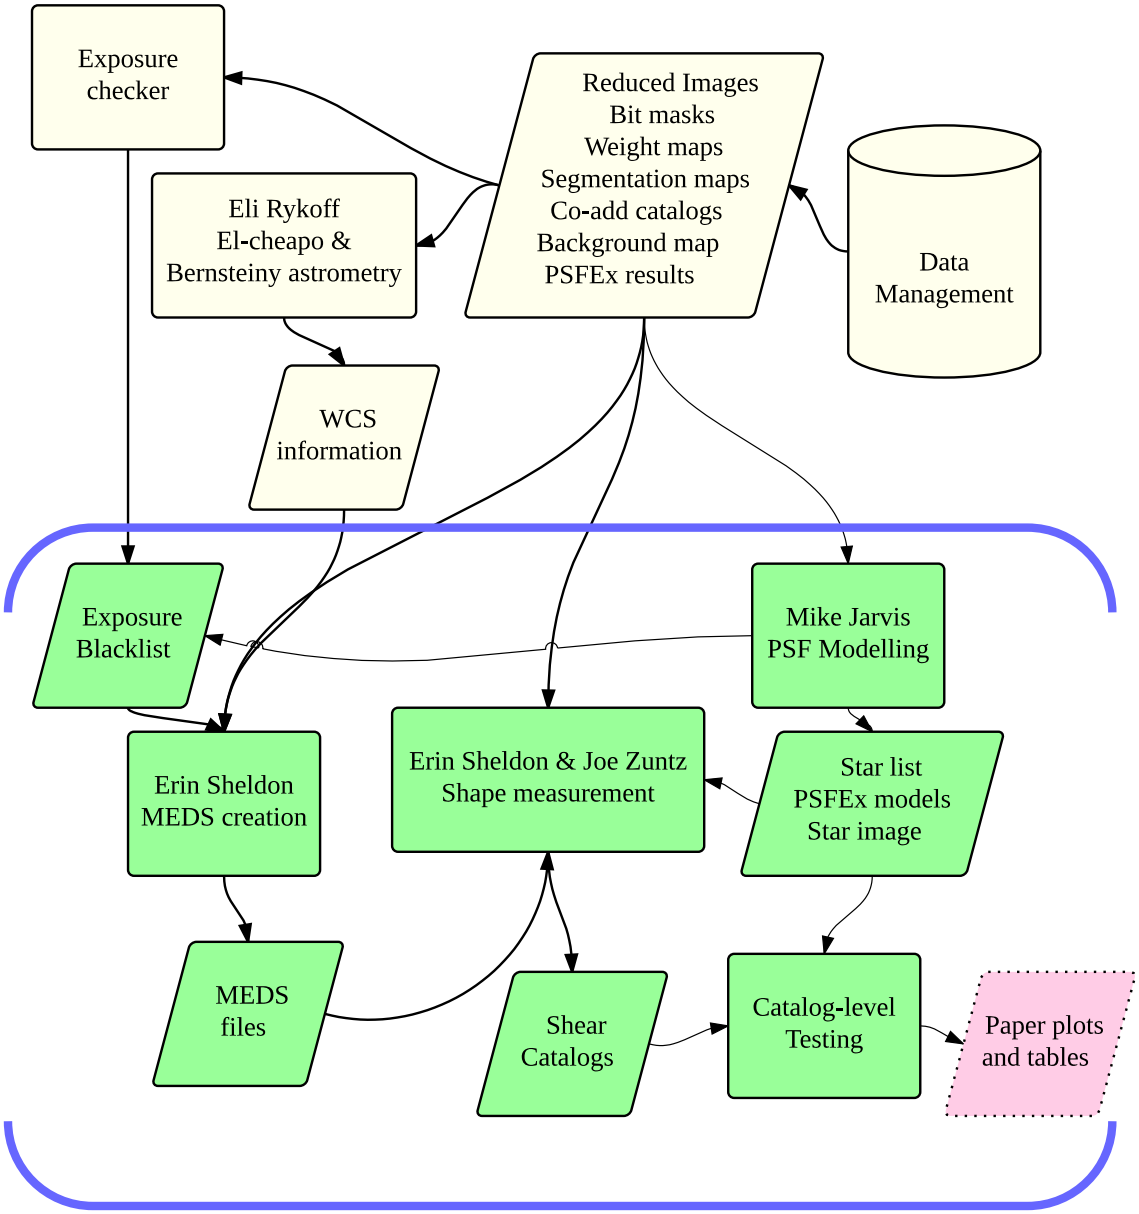 Exposure
checker
Reduced Images
Bit masks
Weight maps
Segmentation maps
Co-add catalogs
Background map
PSFEx results
Data
Management
Eli Rykoff
El-cheapo &
Bernsteiny astrometry
WCS
information
Exposure
Blacklist
Mike Jarvis
PSF Modelling
Erin Sheldon
MEDS creation
Erin Sheldon & Joe Zuntz
Shape measurement
Star list
PSFEx models
Star image
MEDS
files
Shear
Catalogs
Catalog-level
Testing
Paper plots
and tables